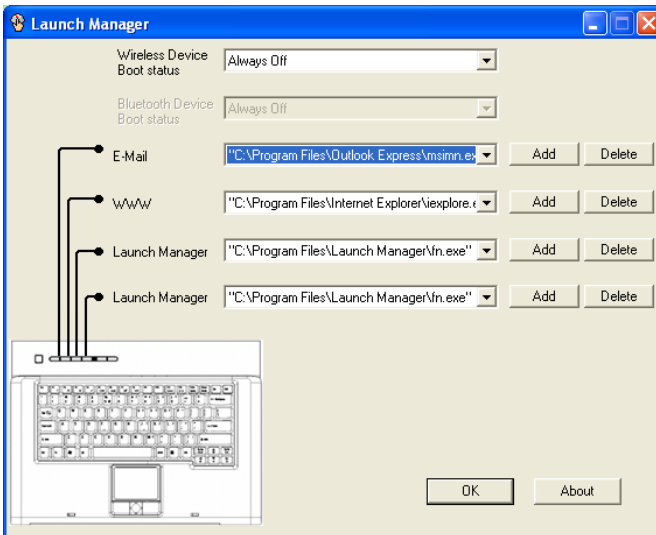 Launch Manager
Wireless Device
Boot status
Always Off
Bluetooth Device
Boot status
Always Off
E-Mail
"C:\Program Files\Outlook Express\msimn.ex
Add
Delete
WWW
"C:\Program Files\Internet Explorer\iexplore.e
Add
Delete
Launch Manager
"C:\Program Files\Launch Manager\fn.exe"
Add
Delete
Launch Manager
"C:\Program Files\Launch Manager\fn.exe"
Add
Delete
OK
About